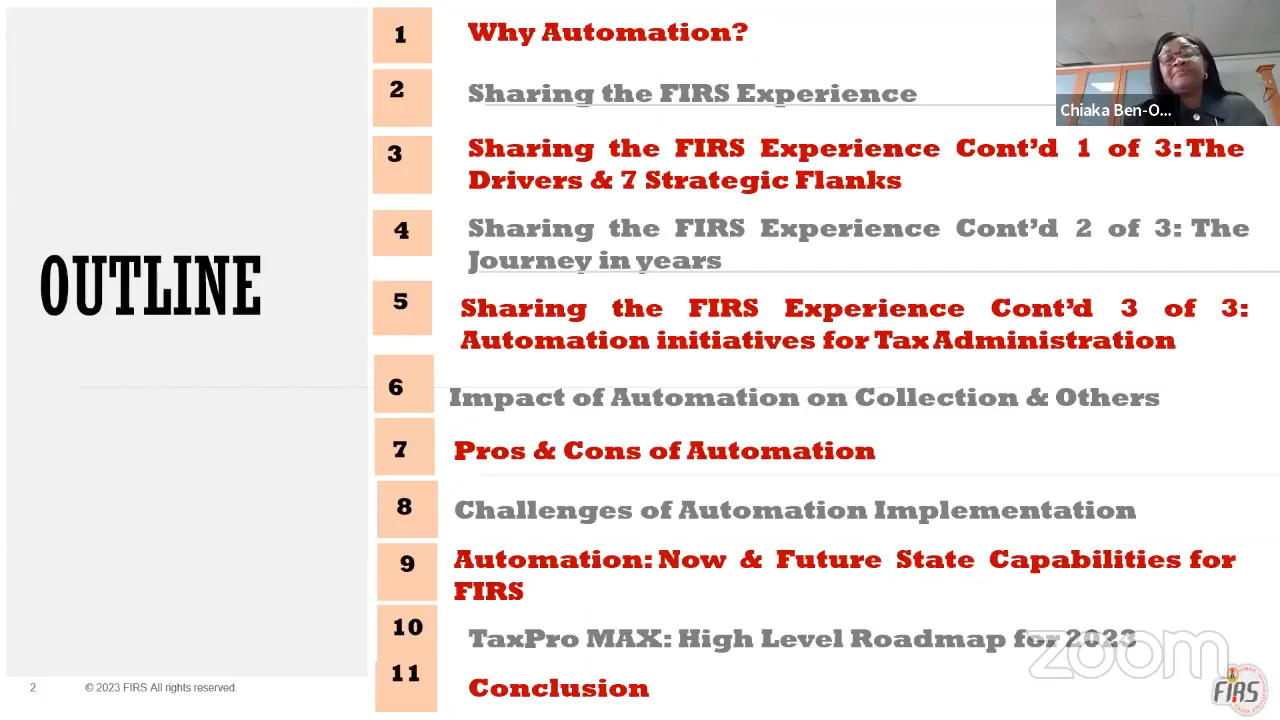 OUTLINE
1 Why Automation?
2 Sharing the FIRS Experience
3 Sharing the FIRS Experience Cont’d 1 of 3: The
Drivers & 7 Strategic Flanks
4 Sharing the FIRS Experience Cont’d 2 of 3: The
Journey in years
5 Sharing the FIRS Experience Cont’d 3 of 3:
Automation initiatives for Tax Administration
6 Impact of Automation on Collection & Others
7 Pros & Cons of Automation
8 Challenges of Automation Implementation
9 Automation: Now & Future State Capabilities for
FIRS
10 TaxPro MAX: High Level Roadmap for 2023
11 Conclusion
Chiaka Ben-O...
zoom
FIRS
2 © 2023 FIRS All rights reserved.